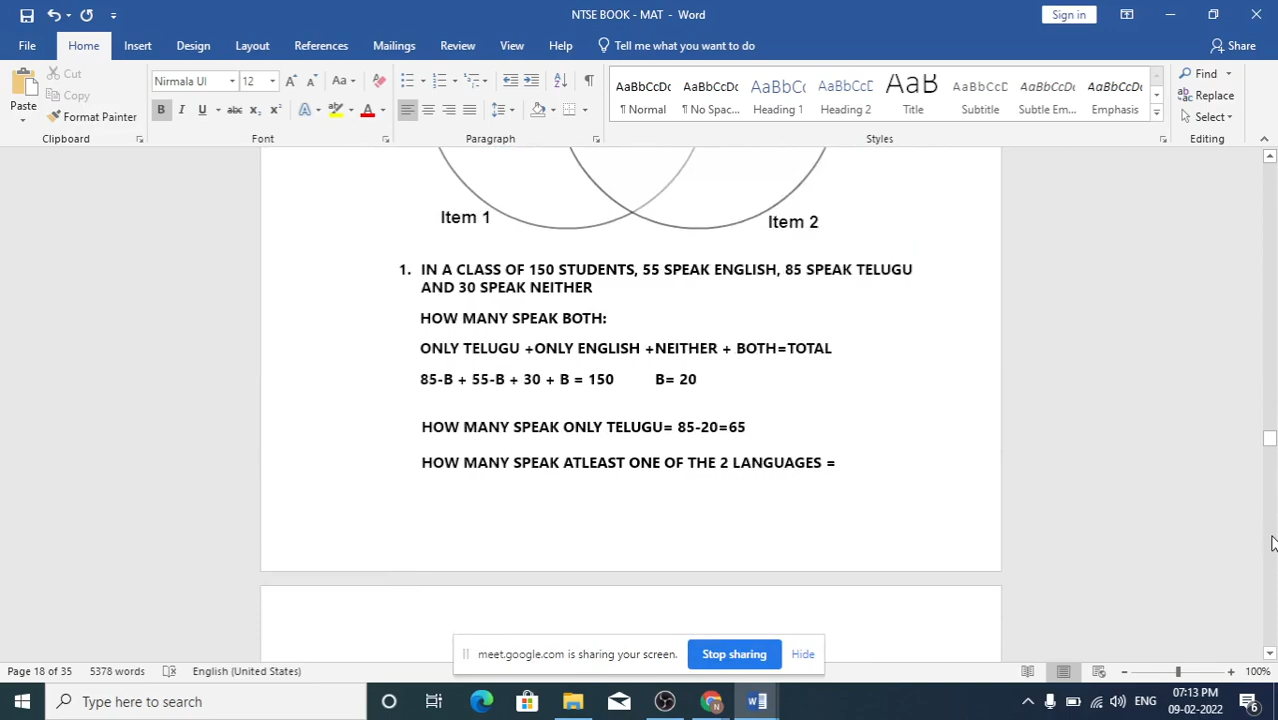 NTSE BOOK - MAT - Word
Sign in
File Home Insert Design Layout References Mailings Review View Help Tell me what you want to do Share
Paste
Cut
Copy
Format Painter
Clipboard
Nirmala UI 12
Aa
B I U abc x₂ x²
A A
Font
Paragraph
AaBbCcDc AaBbCcDc AaBbCc AaBbCcD AaB AaBbCcD AaBbCcDc
¶ Normal ¶ No Spac... Heading 1 Heading 2 Title Subtitle Subtle Em... Emphasis
Styles
Find
Replace
Select
Editing
Item 1
Item 2
1. IN A CLASS OF 150 STUDENTS, 55 SPEAK ENGLISH, 85 SPEAK TELUGU
AND 30 SPEAK NEITHER
HOW MANY SPEAK BOTH:
ONLY TELUGU +ONLY ENGLISH +NEITHER + BOTH=TOTAL
85-B + 55-B + 30 + B = 150 B= 20
HOW MANY SPEAK ONLY TELUGU= 85-20=65
HOW MANY SPEAK ATLEAST ONE OF THE 2 LANGUAGES =
meet.google.com is sharing your screen. Stop sharing Hide
Page 18 of 35 5378 words English (United States) 100%
Type here to search
ENG
07:13 PM
09-02-2022
6